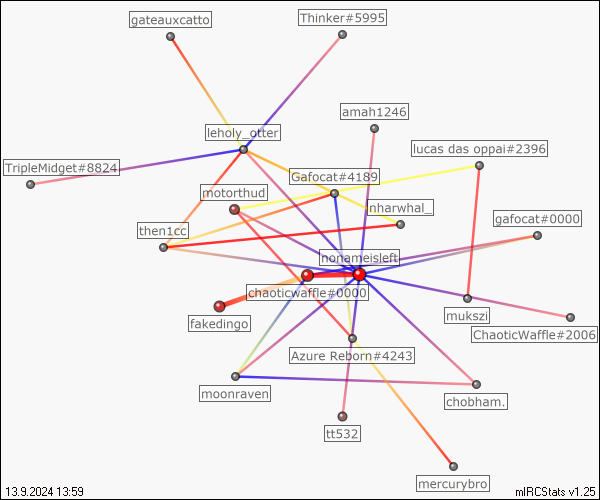 gateauxcatto
Thinker#5995
amah1246
leholy_otter
lucas das oppai#2396
TripleMidget#8824
Gafocat#4189
motorthud
inharwhal_
gafocat#0000
then1cc
nonameisleft
chaoticwaffle#0000
fakedingo
mukszi
ChaoticWaffle#2006
Azure Reborn#4243
moonraven
chobham.
tt532
mercurybro
13.9.2024 13:59
mIRCStats v1.25